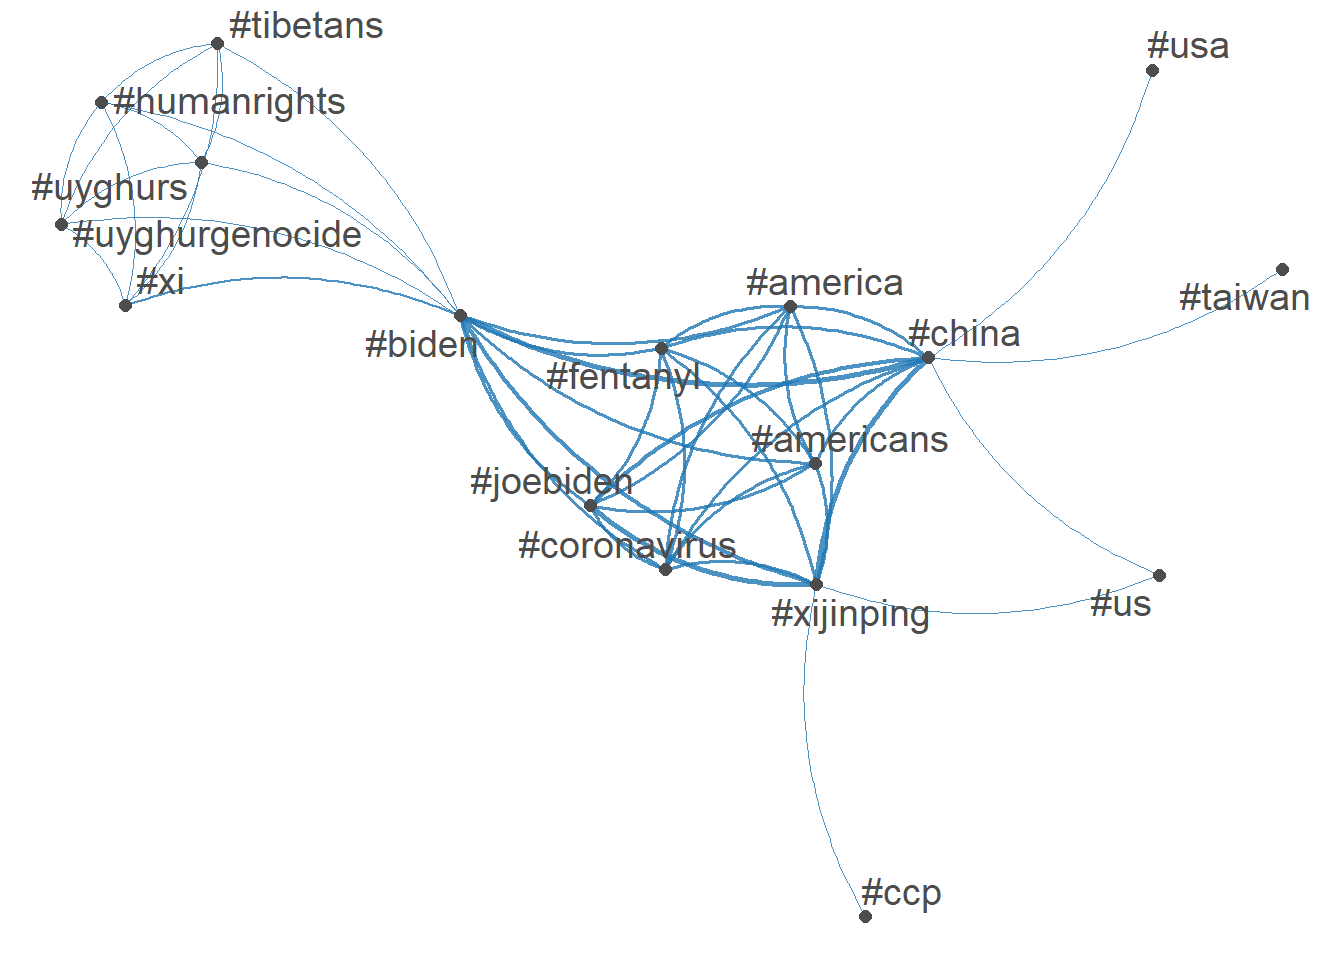 #tibetans
#usa
#humanrights
#uyghurs
#uyghurgenocide
#xi
#america
#taiwan
#biden
#china
#fentanyl
#americans
#joebiden
#coronavirus
#xijinping
#us
#ccp